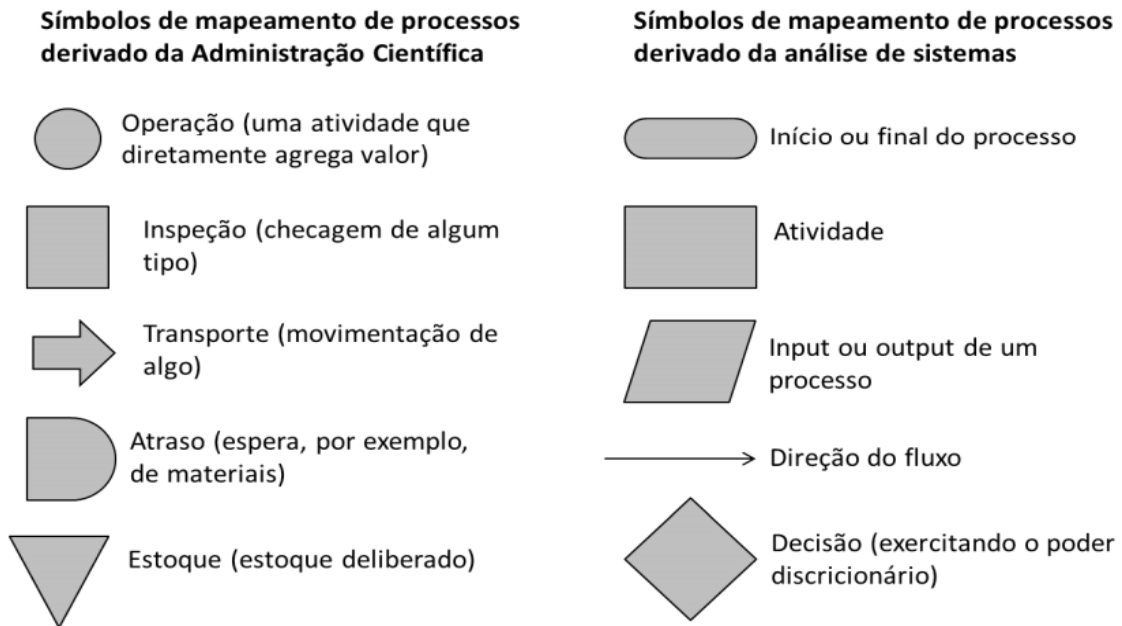 Símbolos de mapeamento de processos
derivado da Administração Científica
Operação (uma atividade que
diretamente agrega valor)
Inspeção (checagem de algum
tipo)
Transporte (movimentação de
algo)
Atraso (espera, por exemplo,
de materiais)
Estoque (estoque deliberado)
Símbolos de mapeamento de processos
derivado da análise de sistemas
Início ou final do processo
Atividade
Input ou output de um
processo
Direção do fluxo
Decisão (exercitando o poder
discricionário)